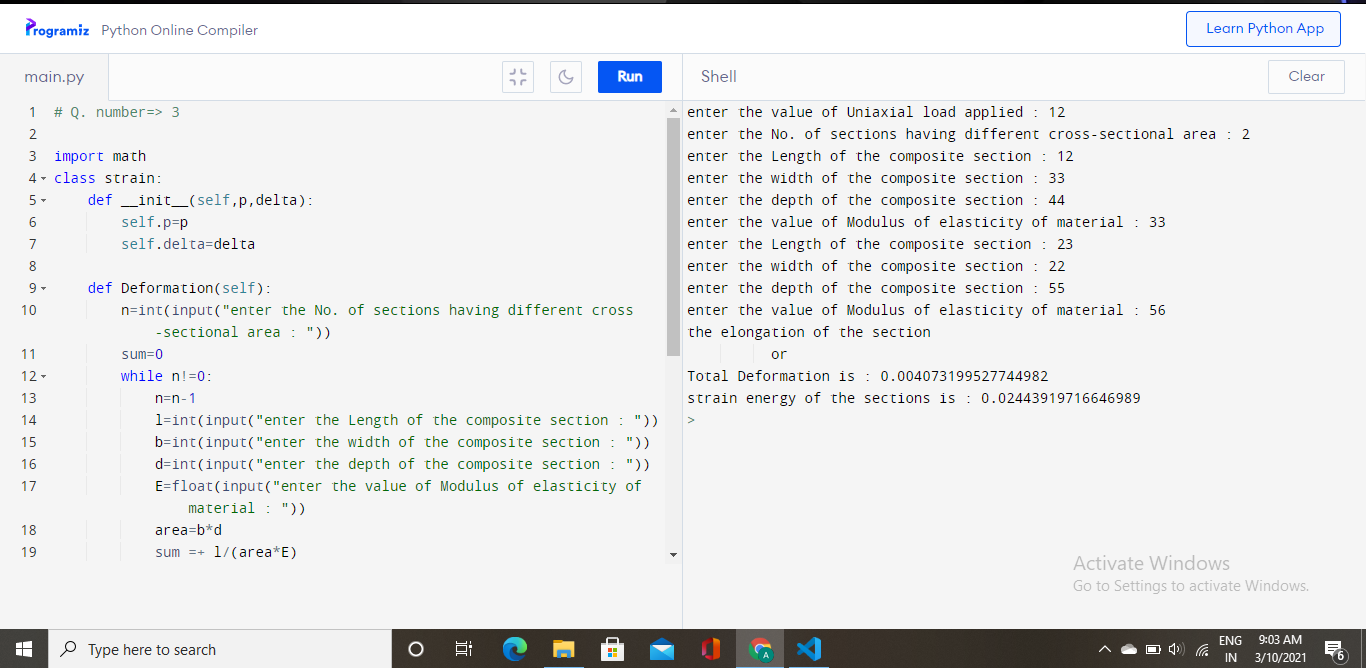 Programiz Python Online Compiler
Learn Python App
main.py
Run
Shell
Clear
1 # Q. number=> 3
2
3 import math
4 class strain:
5 def __init__(self,p,delta):
6 self.p=p
7 self.delta=delta
8
9 def Deformation(self):
10 n=int(input("enter the No. of sections having different cross
-sectional area : "))
11 sum=0
12 while n!=0:
13 n=n-1
14 l=int(input("enter the Length of the composite section : "))
15 b=int(input("enter the width of the composite section : "))
16 d=int(input("enter the depth of the composite section : "))
17 E=float(input("enter the value of Modulus of elasticity of
material : "))
18 area=b*d
19 sum =+ l/(area*E)
enter the value of Uniaxial load applied : 12
enter the No. of sections having different cross-sectional area : 2
enter the Length of the composite section : 12
enter the width of the composite section : 33
enter the depth of the composite section : 44
enter the value of Modulus of elasticity of material : 33
enter the Length of the composite section : 23
enter the width of the composite section : 22
enter the depth of the composite section : 55
enter the value of Modulus of elasticity of material : 56
the elongation of the section
or
Total Deformation is : 0.004073199527744982
strain energy of the sections is : 0.02443919716646989
>
Activate Windows
Go to Settings to activate Windows.
Type here to search
A
ENG
IN
9:03 AM
3/10/2021
6